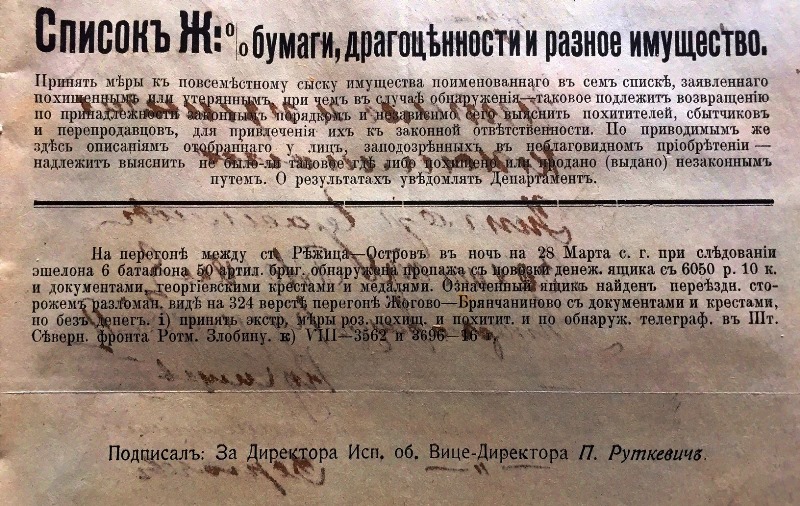 Списокъ Ж: % бумаги, драгоцѣнности и разное имущество.
Принять мѣры къ повсемѣстному сыску имущества поименованнаго въ семъ спискѣ, заявленнаго
похищеннымъ или утеряннымъ, при чемъ въ случаѣ обнаруженія—таковое подлежитъ возвращенію
по принадлежности законнымъ порядкомъ и независимо сего выяснить похитителей, сбытчиковъ
и перепродавцовъ, для привлеченія ихъ къ законной отвѣтственности. По приводимымъ же
здѣсь описаніямъ отобраннаго у лицъ, заподозрѣнныхъ въ неблаговидномъ пріобрѣтеніи —
надлежитъ выяснить не было-ли таковое гдѣ либо похищено или продано (выдано) незаконнымъ
путемъ. О результатахъ увѣдомлять Департаментъ.
На перегонѣ между ст. Рѣжица—Островъ въ ночь на 28 Марта с. г. при слѣдованіи
эшелона 6 баталіона 50 артил. бриг. обнаружена пропажа съ повозки денеж. ящика съ 6050 р. 10 к.
и документами, георгіевскими крестами и медалями. Означенный ящикъ найденъ переѣздн. сто-
рожемъ разломан. видѣ на 324 верстѣ перегонѣ Жогово—Брянчаниново съ документами и крестами,
но безъ денегъ. i) принять экстр. мѣры роз. похищ. и похитит. и по обнаруж. телеграф. въ Шт.
Сѣверн. фронта Ротм. Злобину. к) VIII—3562 и 3696—16 г.
Подписалъ: За Директора Исп. об. Вице-Директора П. Руткевичъ.